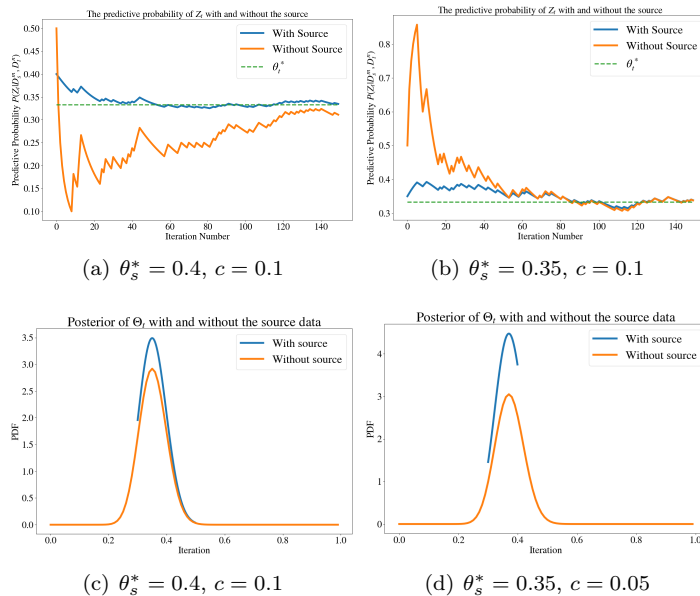 The predictive probability of Z_t with and without the source
Predictive Probability P(Z_t|D_s^m, D_t^n)
0.50
0.45
0.40
0.35
0.30
0.25
0.20
0.15
0.10
With Source
Without Source
θ_t*
0 20 40 60 80 100 120 140
Iteration Number
(a) θ_s* = 0.4, c = 0.1
The predictive probability of Z_t with and without the source
Predictive Probability P(Z_t|D_s^m, D_t^n)
0.8
0.7
0.6
0.5
0.4
0.3
With Source
Without Source
θ_t*
0 20 40 60 80 100 120 140
Iteration Number
(b) θ_s* = 0.35, c = 0.1
Posterior of Θ_t with and without the source data
PDF
3.5
3.0
2.5
2.0
1.5
1.0
0.5
0.0
With source
Without source
0.0 0.2 0.4 0.6 0.8 1.0
Iteration
(c) θ_s* = 0.4, c = 0.1
Posterior of Θ_t with and without the source data
PDF
4
3
2
1
0
With source
Without source
0.0 0.2 0.4 0.6 0.8 1.0
Iteration
(d) θ_s* = 0.35, c = 0.05